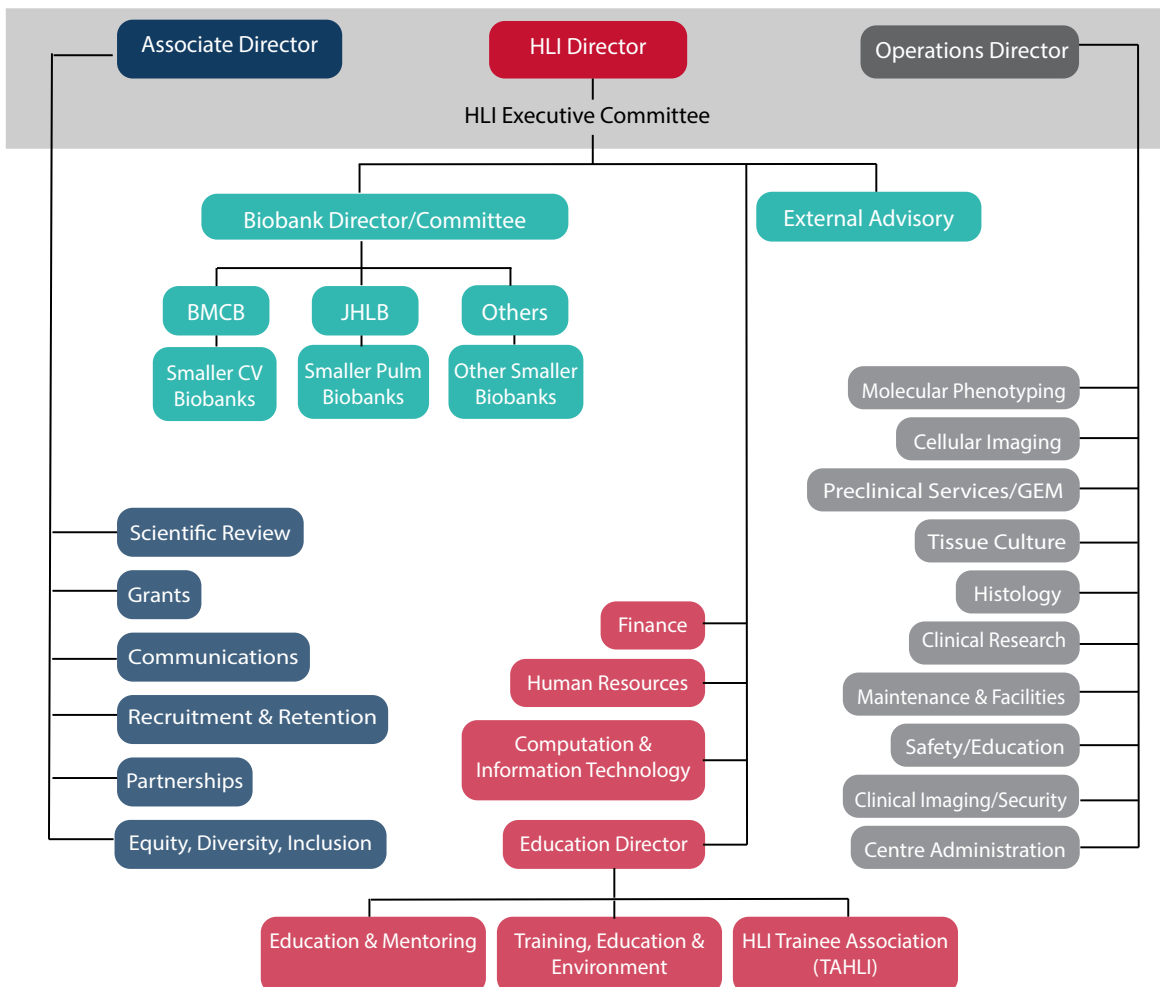 Associate Director
HLI Director
Operations Director
HLI Executive Committee
Biobank Director/Committee
External Advisory
BMCB
JHLB
Others
Smaller CV
Biobanks
Smaller Pulm
Biobanks
Other Smaller
Biobanks
Scientific Review
Grants
Communications
Recruitment & Retention
Partnerships
Equity, Diversity, Inclusion
Finance
Human Resources
Computation &
Information Technology
Education Director
Education & Mentoring
Training, Education &
Environment
HLI Trainee Association
(TAHLI)
Molecular Phenotyping
Cellular Imaging
Preclinical Services/GEM
Tissue Culture
Histology
Clinical Research
Maintenance & Facilities
Safety/Education
Clinical Imaging/Security
Centre Administration